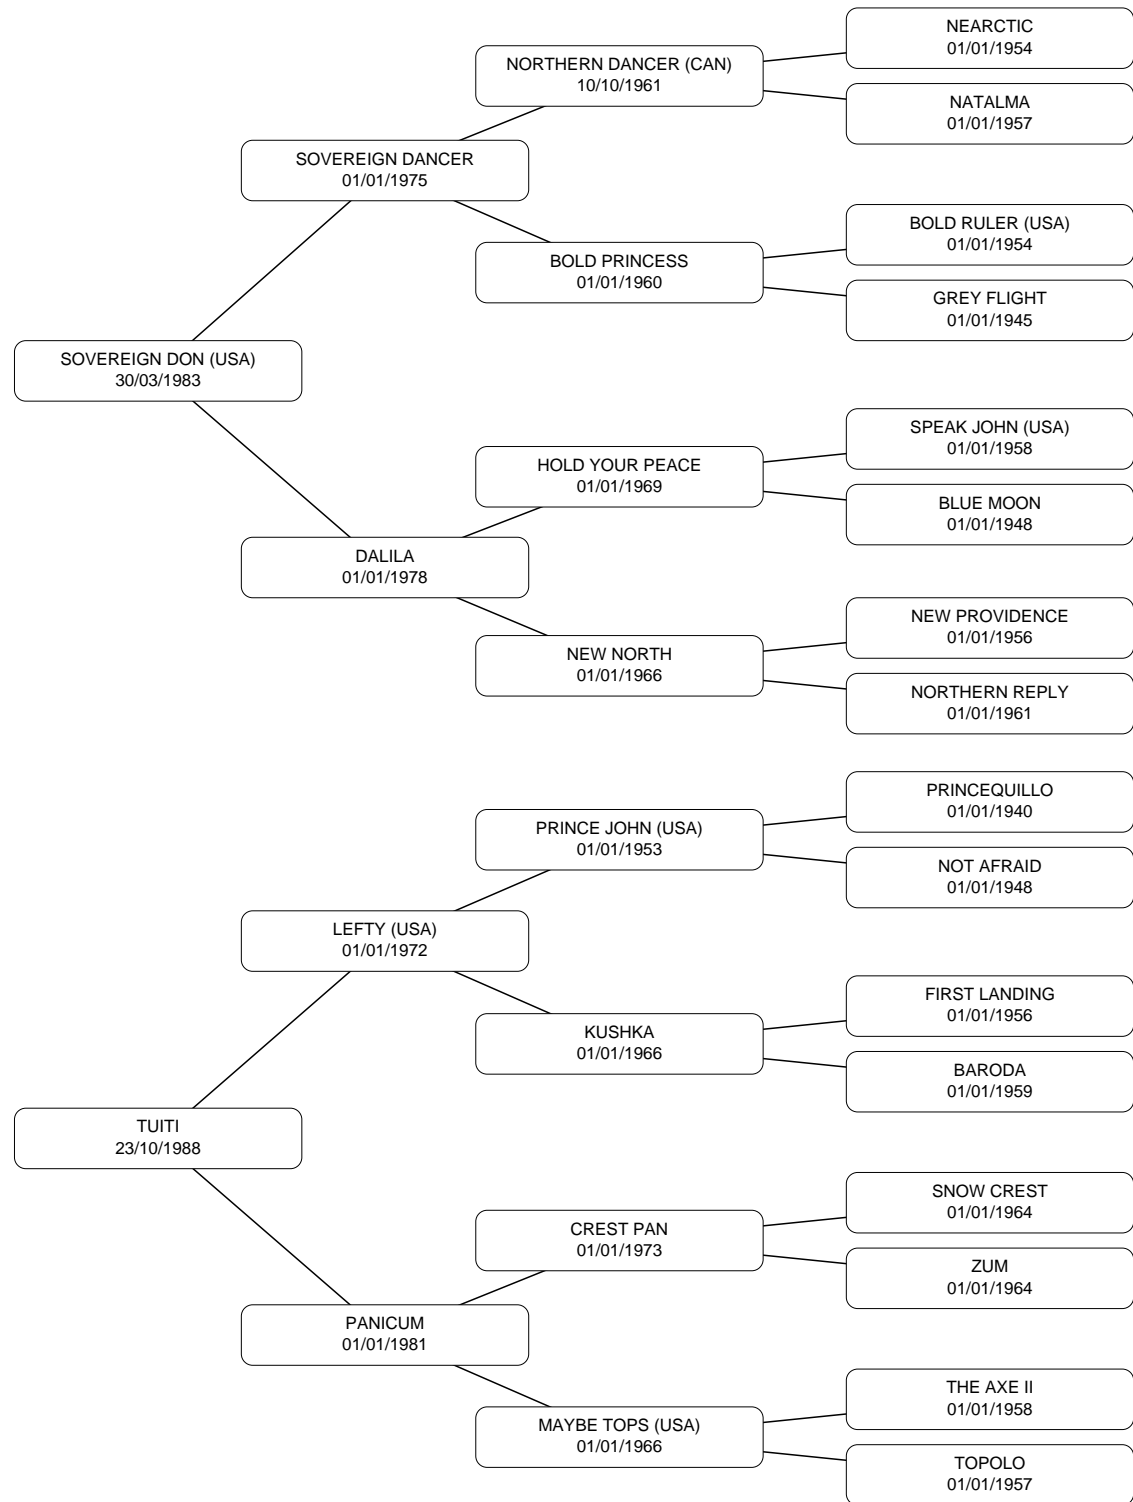 NEARCTIC
01/01/1954
NORTHERN DANCER (CAN)
10/10/1961
NATALMA
01/01/1957
SOVEREIGN DANCER
01/01/1975
BOLD RULER (USA)
01/01/1954
BOLD PRINCESS
01/01/1960
GREY FLIGHT
01/01/1945
SOVEREIGN DON (USA)
30/03/1983
SPEAK JOHN (USA)
01/01/1958
HOLD YOUR PEACE
01/01/1969
BLUE MOON
01/01/1948
DALILA
01/01/1978
NEW PROVIDENCE
01/01/1956
NEW NORTH
01/01/1966
NORTHERN REPLY
01/01/1961
PRINCEQUILLO
01/01/1940
PRINCE JOHN (USA)
01/01/1953
NOT AFRAID
01/01/1948
LEFTY (USA)
01/01/1972
FIRST LANDING
01/01/1956
KUSHKA
01/01/1966
BARODA
01/01/1959
TUITI
23/10/1988
SNOW CREST
01/01/1964
CREST PAN
01/01/1973
ZUM
01/01/1964
PANICUM
01/01/1981
THE AXE II
01/01/1958
MAYBE TOPS (USA)
01/01/1966
TOPOLO
01/01/1957